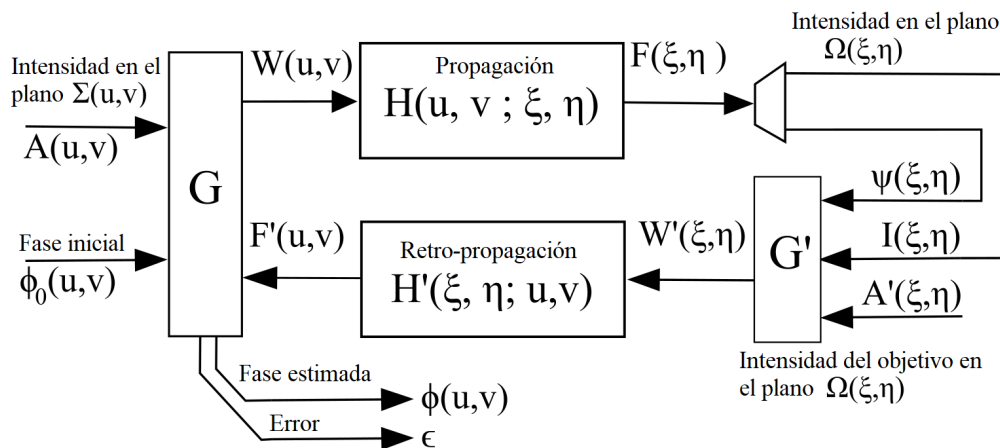 Intensidad en el
plano Σ(u,v)
A(u,v)
Fase inicial
ϕ₀(u,v)
G
W(u,v)
Propagación
H(u, v ; ξ, η)
F(ξ,η )
Intensidad en el plano
Ω(ξ,η)
ψ(ξ,η)
I(ξ,η)
A'(ξ,η)
G'
Intensidad del objetivo en
el plano Ω(ξ,η)
W'(ξ,η)
Retro-propagación
H'(ξ, η; u,v)
F'(u,v)
Fase estimada
ϕ(u,v)
Error
ϵ